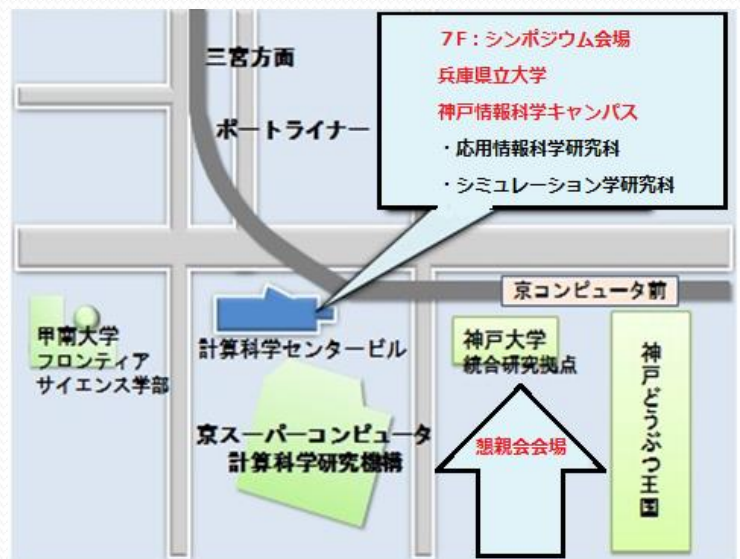 三宮方面
ポートライナー
7F：シンポジウム会場
兵庫県立大学
神戸情報科学キャンパス
・応用情報科学研究科
・シミュレーション学研究科
京コンピュータ前
甲南大学
フロンティア
サイエンス学部
計算科学センタービル
神戸大学
統合研究拠点
神戸どうぶつ王国
京スーパーコンピュータ
計算科学研究機構
懇親会会場